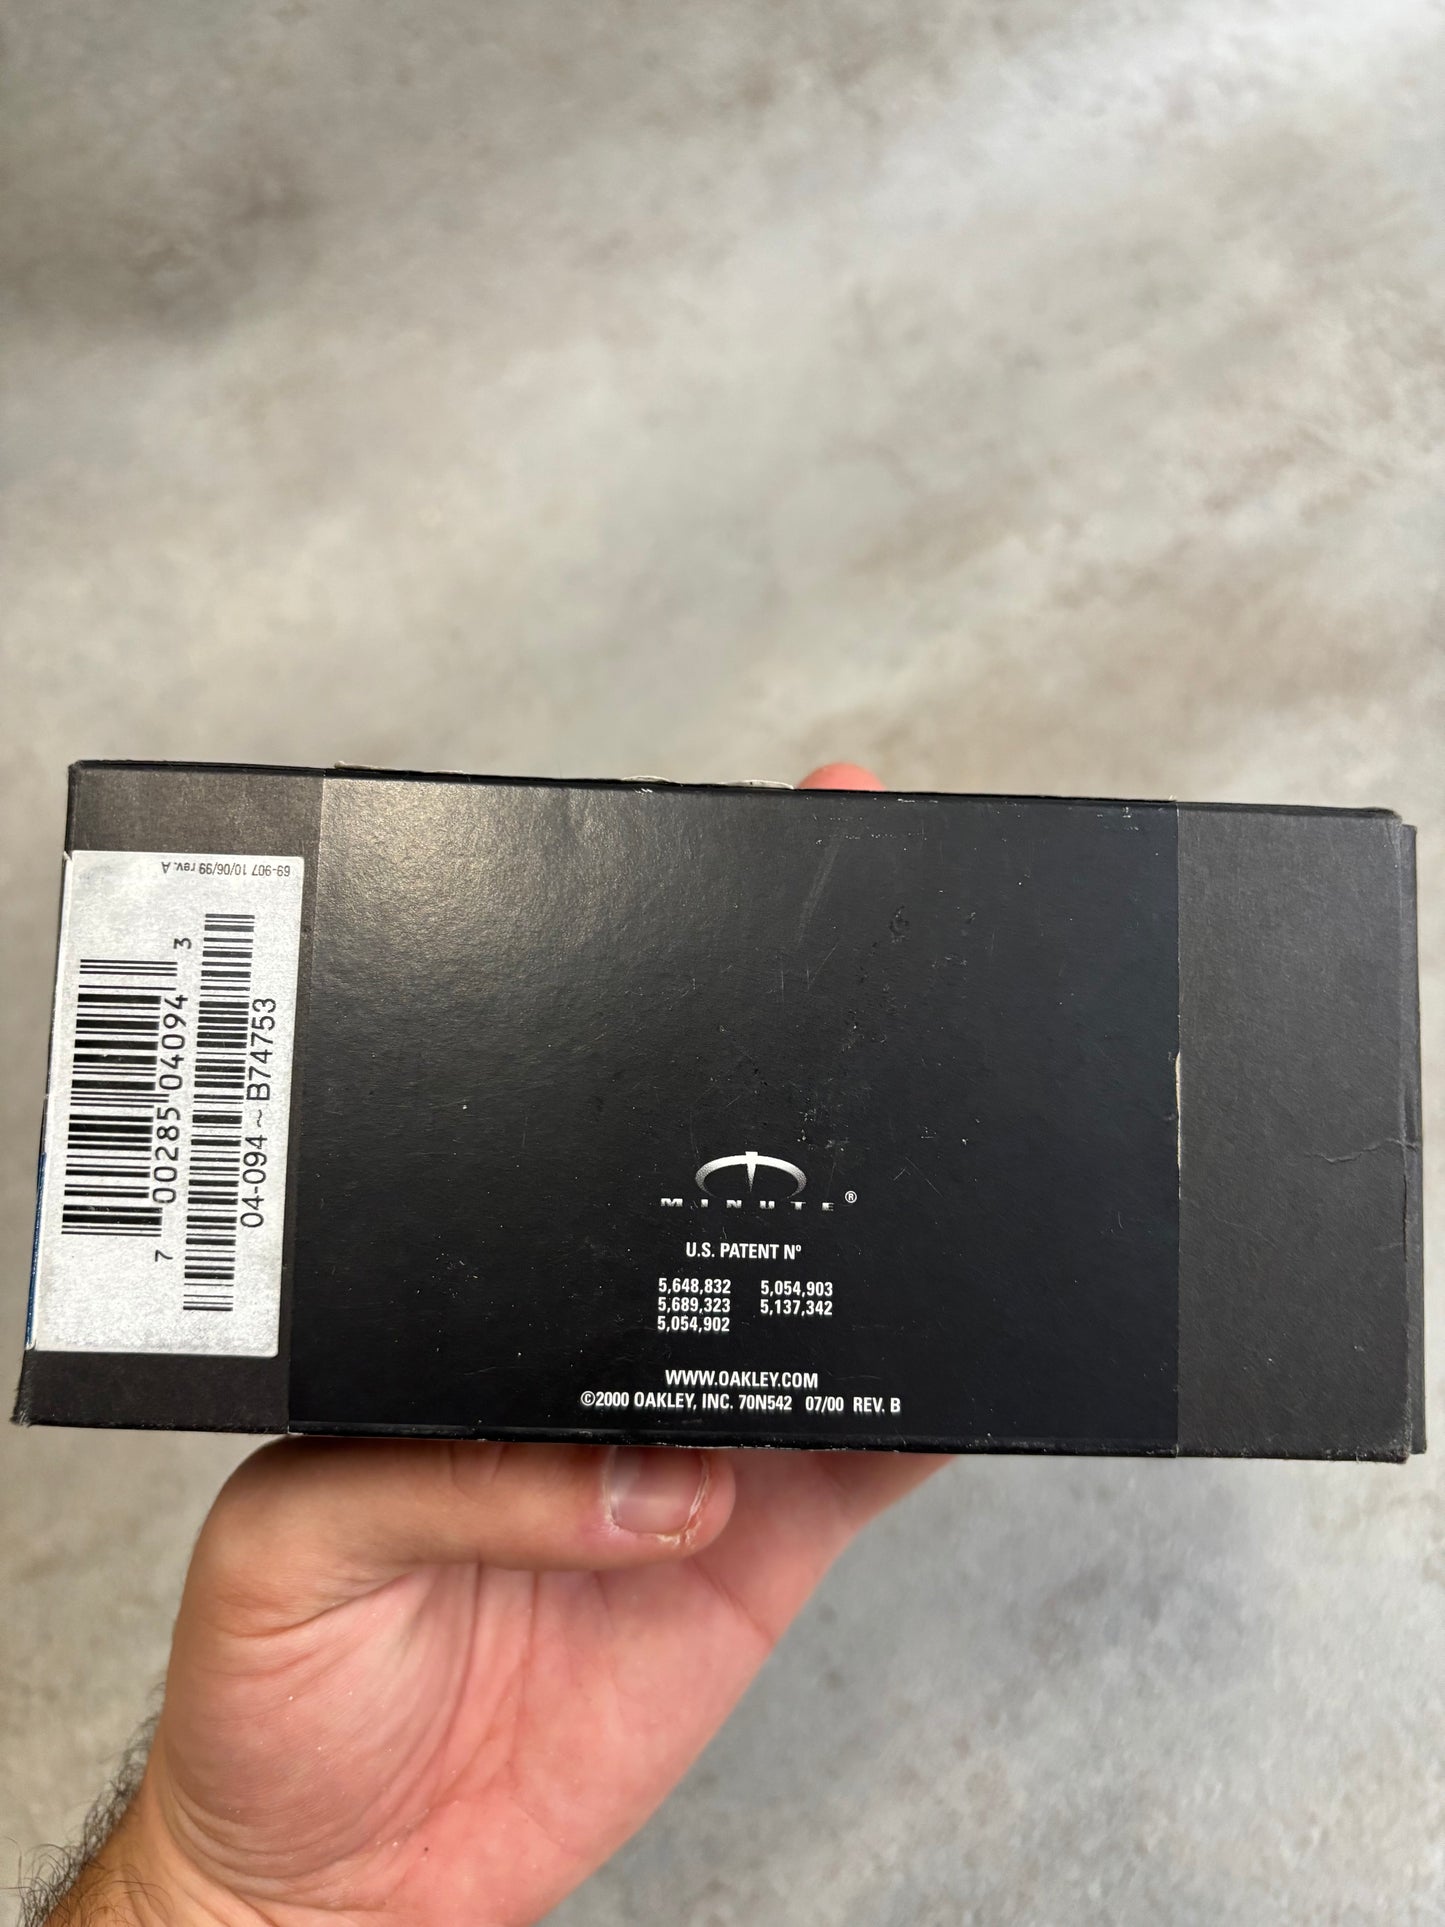 69-907 10/06/99 rev. A
7 00285 04094 3
04-094~B74753
MINUTE®
U.S. PATENT Nº
5,648,832 5,054,903
5,689,323 5,137,342
5,054,902
WWW.OAKLEY.COM
©2000 OAKLEY, INC. 70N542 07/00 REV. B